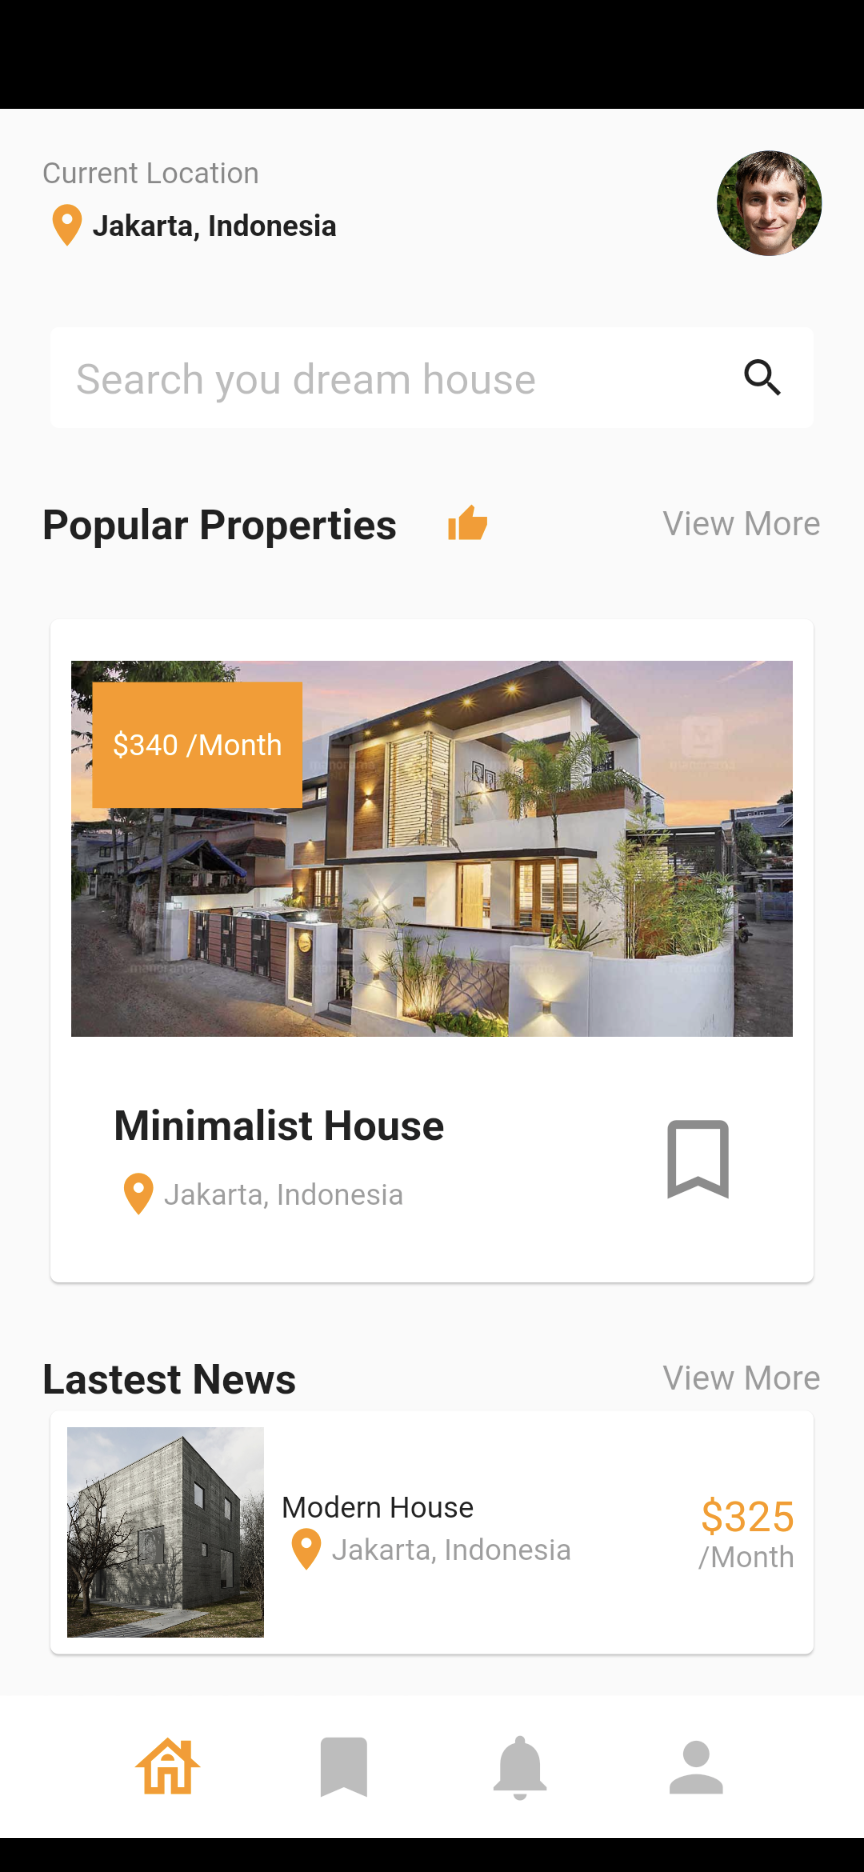 Current Location
Jakarta, Indonesia
Search you dream house
Popular Properties
View More
$340 /Month
Minimalist House
Jakarta, Indonesia
Lastest News
View More
Modern House
Jakarta, Indonesia
$325
/Month